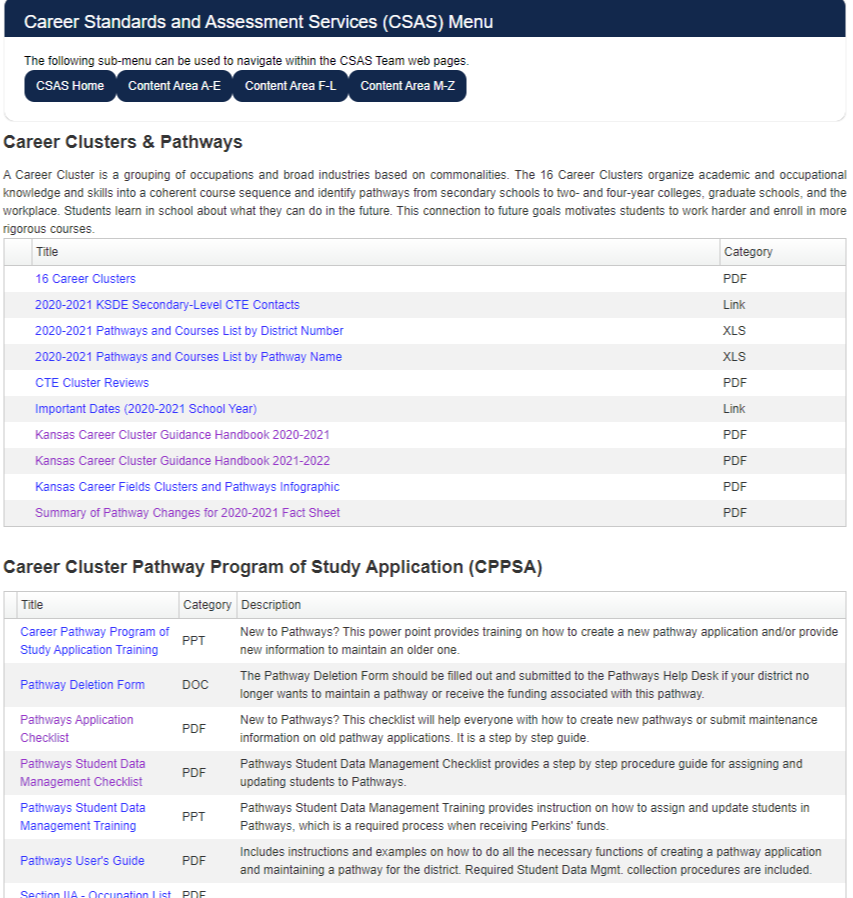 Career Standards and Assessment Services (CSAS) Menu
The following sub-menu can be used to navigate within the CSAS Team web pages.
CSAS Home Content Area A-E Content Area F-L Content Area M-Z
Career Clusters & Pathways
A Career Cluster is a grouping of occupations and broad industries based on commonalities. The 16 Career Clusters organize academic and occupational
knowledge and skills into a coherent course sequence and identify pathways from secondary schools to two- and four-year colleges, graduate schools, and the
workplace. Students learn in school about what they can do in the future. This connection to future goals motivates students to work harder and enroll in more
rigorous courses.
Title Category
16 Career Clusters PDF
2020-2021 KSDE Secondary-Level CTE Contacts Link
2020-2021 Pathways and Courses List by District Number XLS
2020-2021 Pathways and Courses List by Pathway Name XLS
CTE Cluster Reviews PDF
Important Dates (2020-2021 School Year) Link
Kansas Career Cluster Guidance Handbook 2020-2021 PDF
Kansas Career Cluster Guidance Handbook 2021-2022 PDF
Kansas Career Fields Clusters and Pathways Infographic PDF
Summary of Pathway Changes for 2020-2021 Fact Sheet PDF
Career Cluster Pathway Program of Study Application (CPPSA)
Title Category Description
Career Pathway Program of
Study Application Training
PPT
New to Pathways? This power point provides training on how to create a new pathway application and/or provide
new information to maintain an older one.
Pathway Deletion Form
DOC
The Pathway Deletion Form should be filled out and submitted to the Pathways Help Desk if your district no
longer wants to maintain a pathway or receive the funding associated with this pathway.
Pathways Application
Checklist
PDF
New to Pathways? This checklist will help everyone with how to create new pathways or submit maintenance
information on old pathway applications. It is a step by step guide.
Pathways Student Data
Management Checklist
PDF
Pathways Student Data Management Checklist provides a step by step procedure guide for assigning and
updating students to Pathways.
Pathways Student Data
Management Training
PPT
Pathways Student Data Management Training provides instruction on how to assign and update students in
Pathways, which is a required process when receiving Perkins' funds.
Pathways User's Guide
PDF
Includes instructions and examples on how to do all the necessary functions of creating a pathway application
and maintaining a pathway for the district. Required Student Data Mgmt. collection procedures are included.
Section IIA - Occupation List PDF